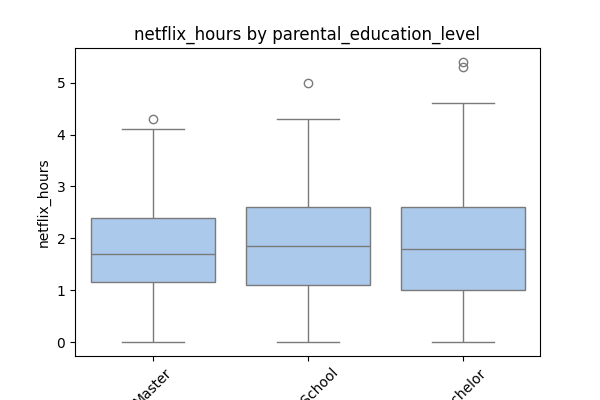 netflix_hours by parental_education_level
netflix_hours
5
4
3
2
1
0
Master
School
chelor